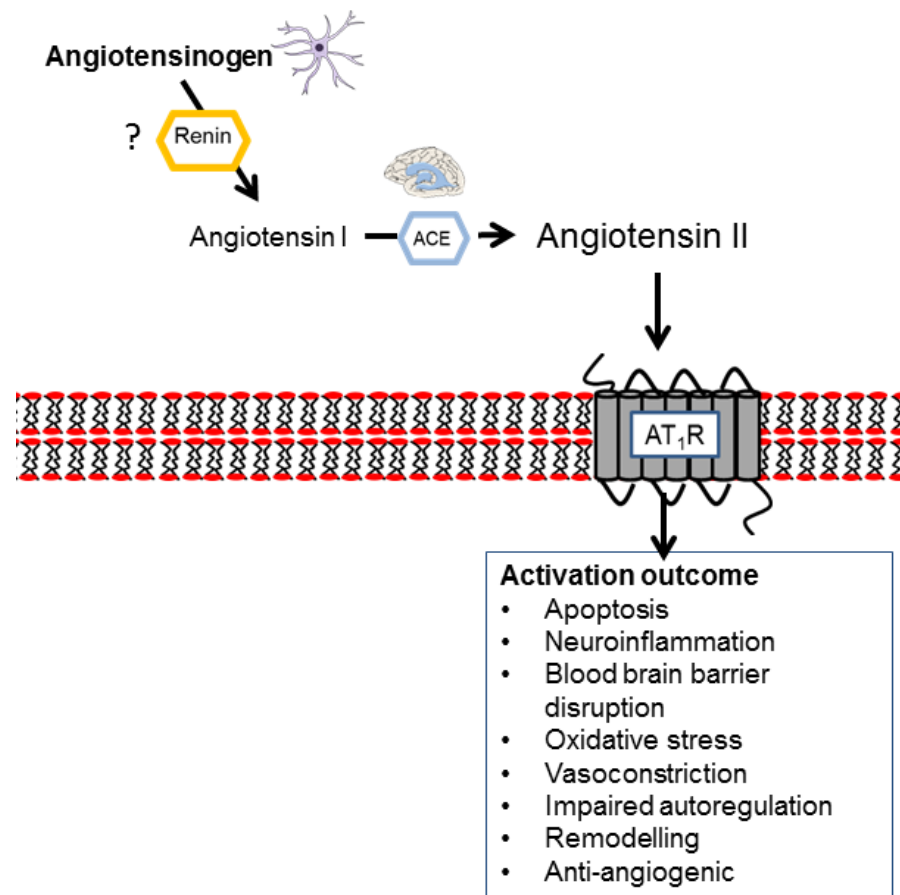 Angiotensinogen
?
Renin
Angiotensin I
ACE
Angiotensin II
AT₁R
Activation outcome
• Apoptosis
• Neuroinflammation
• Blood brain barrier
disruption
• Oxidative stress
• Vasoconstriction
• Impaired autoregulation
• Remodelling
• Anti-angiogenic